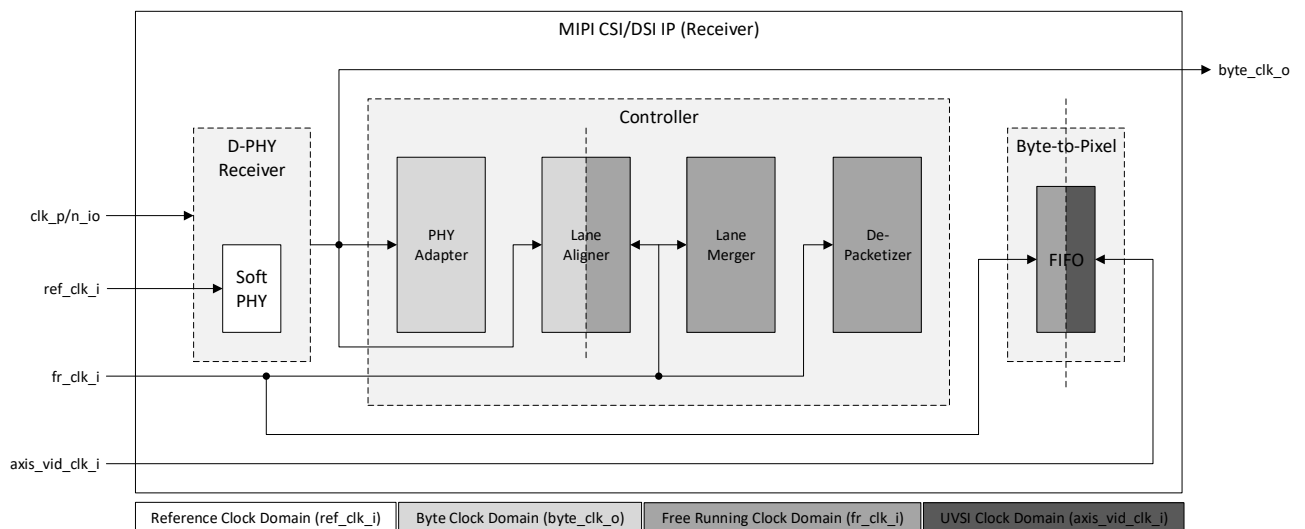 MIPI CSI/DSI IP (Receiver)
byte_clk_o
Controller
D-PHY
Receiver
Byte-to-Pixel
clk_p/n_io
PHY
Adapter
Lane
Aligner
Lane
Merger
De-
Packetizer
FIFO
Soft
PHY
ref_clk_i
fr_clk_i
axis_vid_clk_i
Reference Clock Domain (ref_clk_i)
Byte Clock Domain (byte_clk_o)
Free Running Clock Domain (fr_clk_i)
UVSI Clock Domain (axis_vid_clk_i)